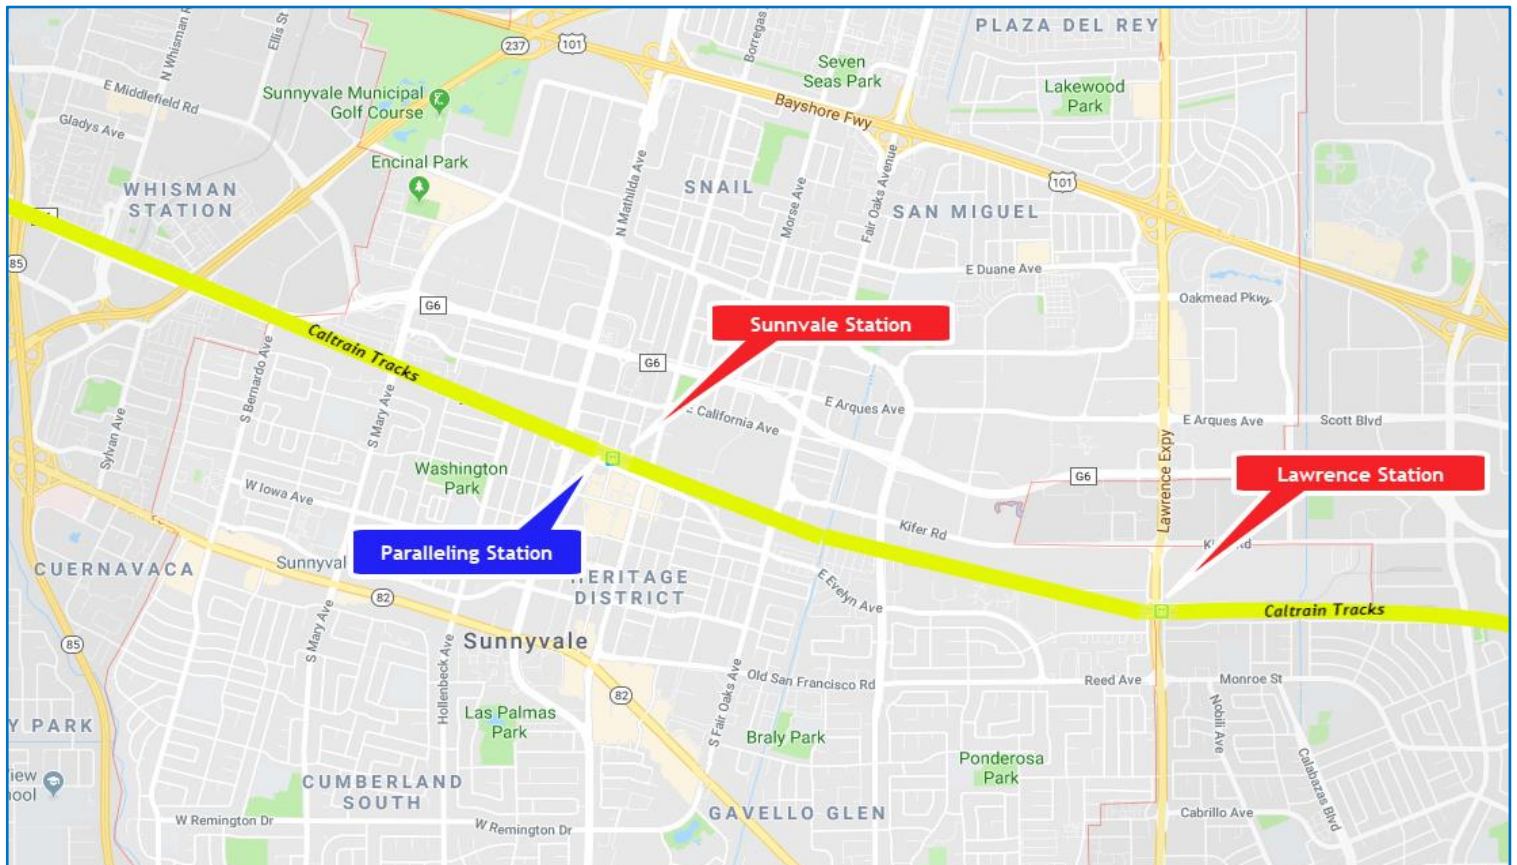 PLAZA DEL REY
N Whisman R
Ellis St
237
101
Borregas
Seven
Seas Park
Lakewood
Park
E Middlefield Rd
Sunnyvale Municipal
Golf Course
Bayshore Fwy
Gladys Ave
Encinal Park
WHISMAN
STATION
N Mathilda Ave
SNAIL
Morse Ave
Fair Oaks Avenue
101
SAN MIGUEL
85
E Duane Ave
Oakmead Pkwy
G6
Sunnvale Station
Caltrain Tracks
G6
S Bernardo Ave
S Mary Ave
E California Ave
E Arques Ave
E Arques Ave
Scott Blvd
Sylvan Ave
Washington
Park
W Iowa Ave
Lawrence Expy
G6
Lawrence Station
Kifer Rd
Paralleling Station
CUERNAVACA
Sunnyval
HERITAGE
DISTRICT
E Evelyn Ave
82
Caltrain Tracks
S Mary Ave
Sunnyvale
85
Hollenbeck Ave
82
Old San Francisco Rd
Reed Ave
Monroe St
S Fair Oaks Ave
Nobili Ave
Las Palmas
Park
Braly Park
Y PARK
Ponderosa
Park
Calabazas Blvd
iew
ool
CUMBERLAND
SOUTH
GAVELLO GLEN
Cabrillo Ave
W Remington Dr
W Remington Dr